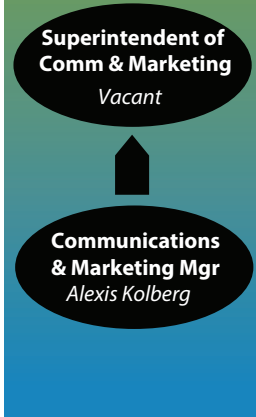 Superintendent of
Comm & Marketing
Vacant
Communications
& Marketing Mgr
Alexis Kolberg